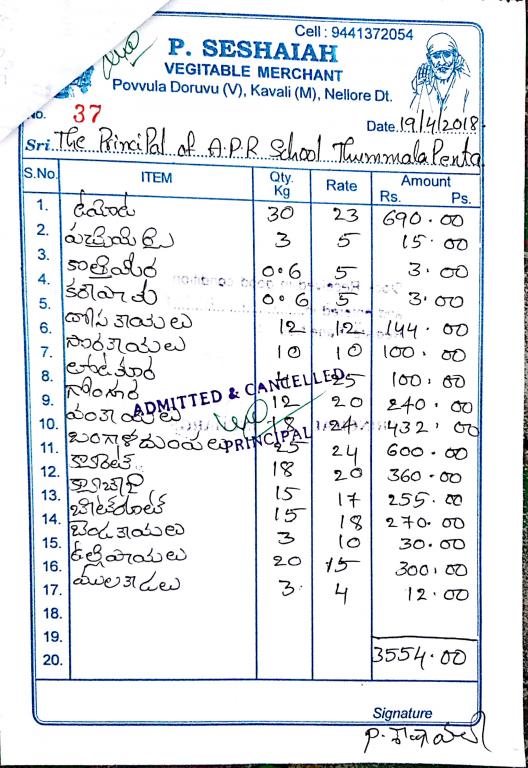 Cell : 9441372054
P. SESHAIAH
VEGITABLE MERCHANT
Povvula Doruvu (V), Kavali (M), Nellore Dt.
No. 37
Date. 19/4/2018.
Sri. The Principal of A.P.R School Thummala Penta
S.No. ITEM Qty. Kg Rate Amount Rs. Ps.
1. టమోట 30 23 690.00
2. పచ్చిమిర్చి 3 5 15.00
3. కొత్తిమీర 0.6 5 3.00
4. కరివేపాకు 0.6 5 3.00
5. దోసకాయలు 12 12 144.00
6. సొరకాయలు 10 10 100.00
7. తోటకూర 25 100.00
8. గోంగూర 12 20 240.00
9. వంకాయలు 18 24 432.00
10. బంగాళదుంపలు 25 24 600.00
11. క్యారెట్ 18 20 360.00
12. క్యాబేజి 15 17 255.00
13. బీట్‌రూట్ 15 18 270.00
14. బెండకాయలు 3 10 30.00
15. ఉల్లిపాయలు 20 15 300.00
16. ములకాడలు 3 4 12.00
17.
18.
19.
20. 3554.00
ADMITTED & CANCELLED
PRINCIPAL
Signature